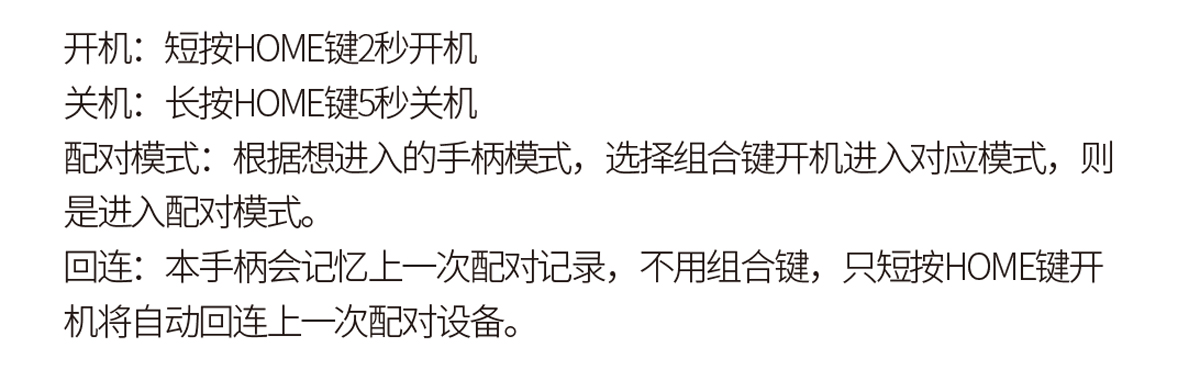 开机：短按HOME键2秒开机
关机：长按HOME键5秒关机
配对模式：根据想进入的手柄模式，选择组合键开机进入对应模式，则
是进入配对模式。
回连：本手柄会记忆上一次配对记录，不用组合键，只短按HOME键开
机将自动回连上一次配对设备。